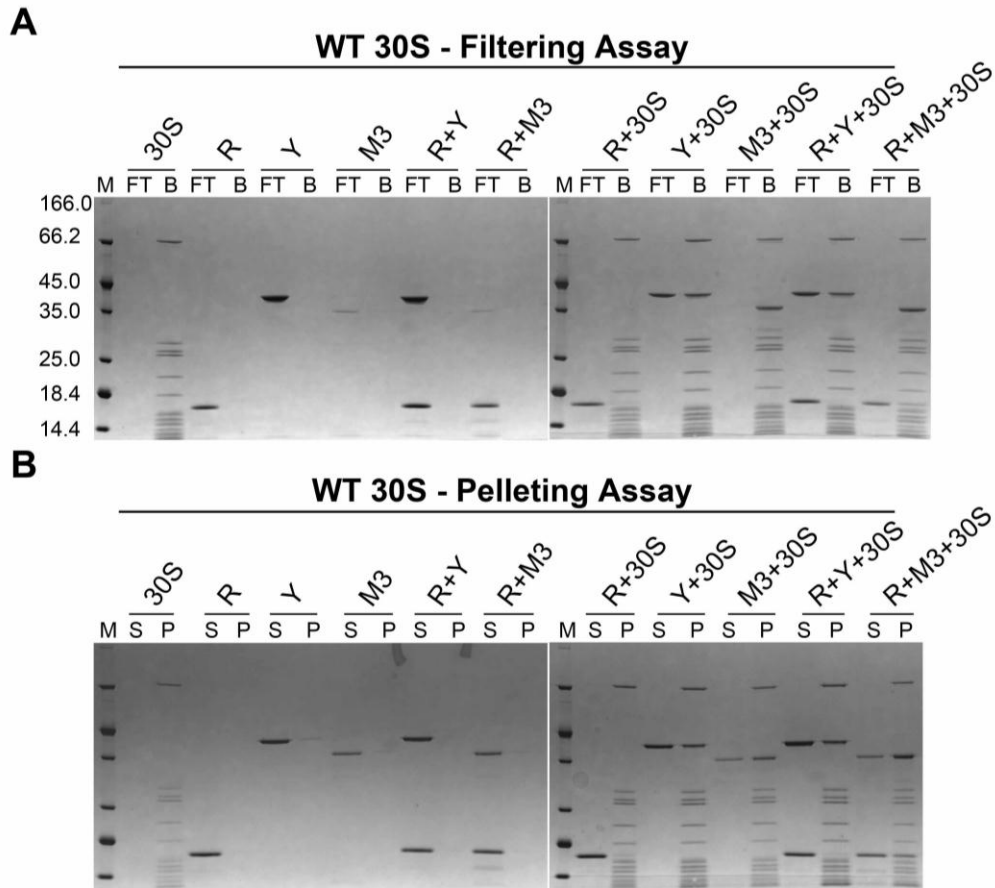 A
WT 30S - Filtering Assay
30S R Y M3 R+Y R+M3 R+30S Y+30S M3+30S R+Y+30S R+M3+30S
M FT B FT B FT B FT B FT B FT B M FT B FT B FT B FT B FT B
166.0
66.2
45.0
35.0
25.0
18.4
14.4
B
WT 30S - Pelleting Assay
30S R Y M3 R+Y R+M3 R+30S Y+30S M3+30S R+Y+30S R+M3+30S
M S P S P S P S P S P S P M S P S P S P S P S P